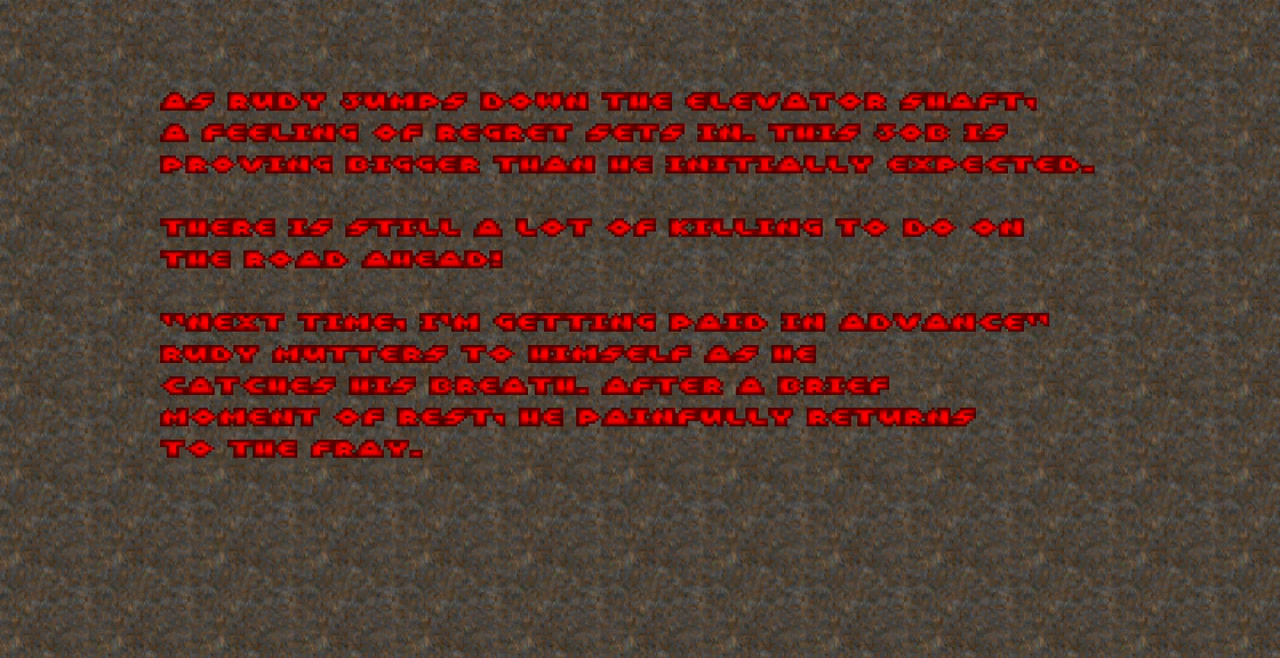 AS RUDY JUMPS DOWN THE ELEVATOR SHAFT,
A FEELING OF REGRET SETS IN. THIS JOB IS
PROVING BIGGER THAN HE INITIALLY EXPECTED.
THERE IS STILL A LOT OF KILLING TO DO ON
THE ROAD AHEAD!
"NEXT TIME, I'M GETTING PAID IN ADVANCE"
RUDY MUTTERS TO HIMSELF AS HE
CATCHES HIS BREATH. AFTER A BRIEF
MOMENT OF REST, HE PAINFULLY RETURNS
TO THE FRAY.